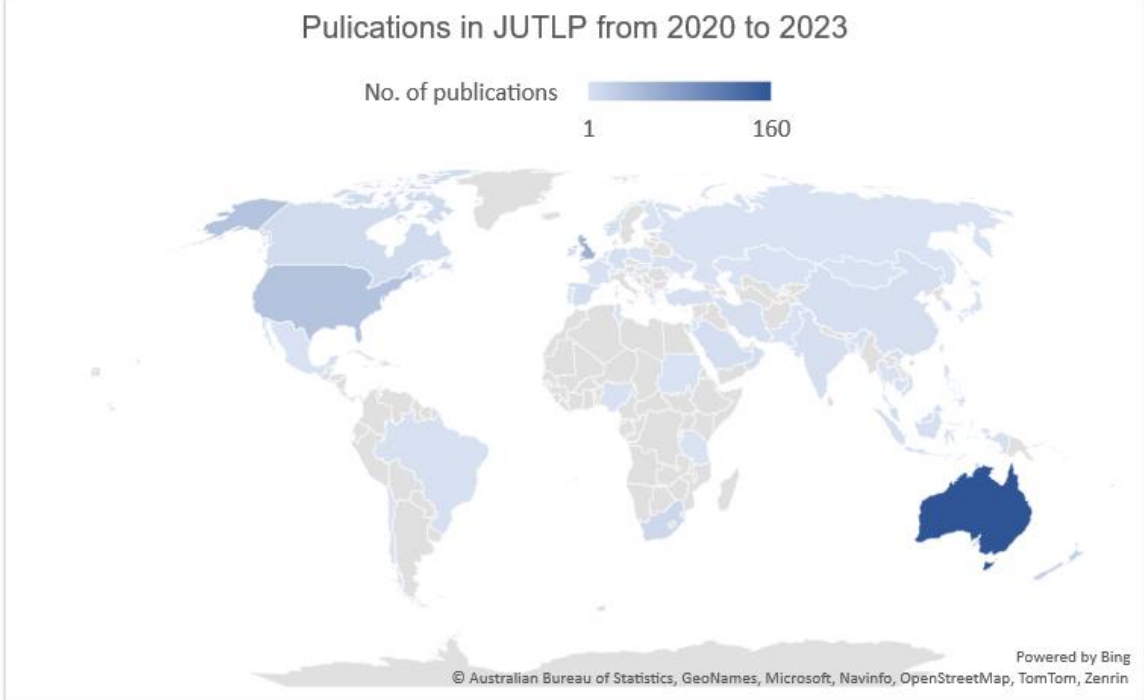 Pulications in JUTLP from 2020 to 2023
No. of publications
1 160
Powered by Bing
© Australian Bureau of Statistics, GeoNames, Microsoft, Navinfo, OpenStreetMap, TomTom, Zenrin